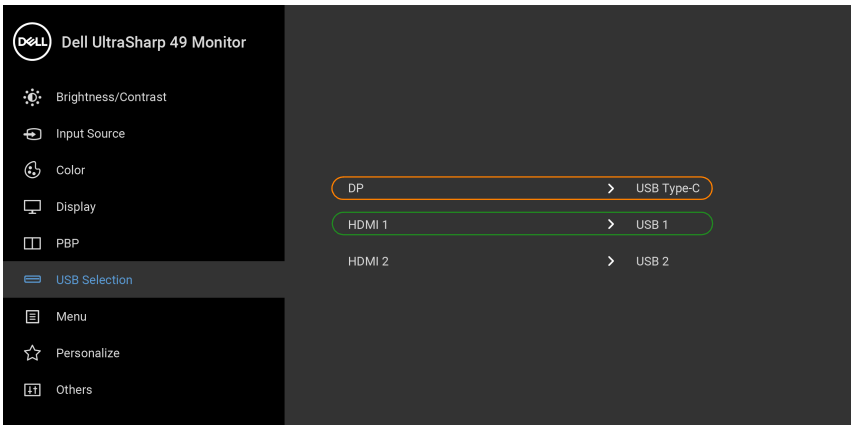 DELL
Dell UltraSharp 49 Monitor
Brightness/Contrast
Input Source
Color
Display
PBP
USB Selection
Menu
Personalize
Others
DP > USB Type-C
HDMI 1 > USB 1
HDMI 2 > USB 2